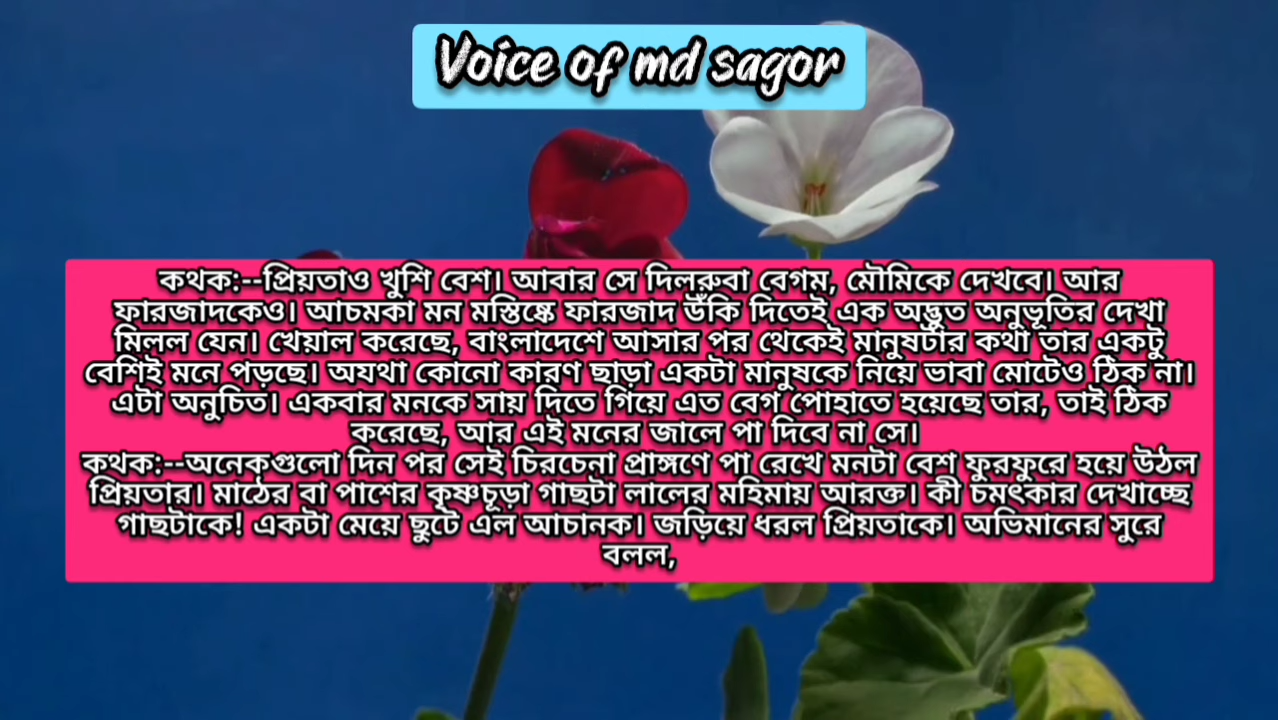 Voice of md sagor
কথক:--প্রিয়তাও খুশি বেশ। আবার সে দিলরুবা বেগম, মৌমিকে দেখবে। আর
ফারজাদকেও। আচমকা মন মস্তিষ্কে ফারজাদ উঁকি দিতেই এক অদ্ভুত অনুভূতির দেখা
মিলল যেন। খেয়াল করেছে, বাংলাদেশে আসার পর থেকেই মানুষটার কথা তার একটু
বেশিই মনে পড়ছে। অযথা কোনো কারণ ছাড়া একটা মানুষকে নিয়ে ভাবা মোটেও ঠিক না।
এটা অনুচিত। একবার মনকে সায় দিতে গিয়ে এত বেগ পোহাতে হয়েছে তার, তাই ঠিক
করেছে, আর এই মনের জালে পা দিবে না সে।
কথক:--অনেকগুলো দিন পর সেই চিরচেনা প্রাঙ্গণে পা রেখে মনটা বেশ ফুরফুরে হয়ে উঠল
প্রিয়তার। মাঠের বা পাশের কৃষ্ণচূড়া গাছটা লালের মহিমায় আরক্ত। কী চমৎকার দেখাচ্ছে
গাছটাকে! একটা মেয়ে ছুটে এল আচানক। জড়িয়ে ধরল প্রিয়তাকে। অভিমানের সুরে
বলল,